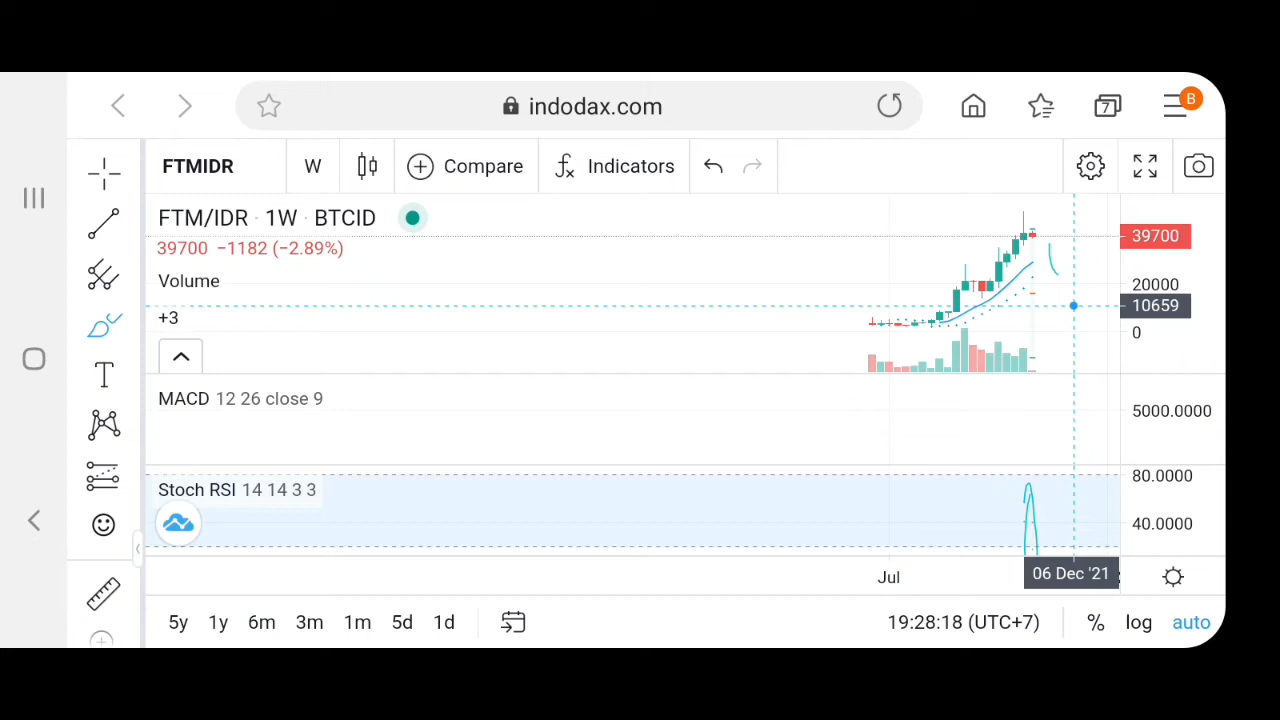 indodax.com
7
B
FTMIDR W Compare Indicators
FTM/IDR · 1W · BTCID
39700 −1182 (−2.89%)
39700
Volume
20000
10659
+3
0
MACD 12 26 close 9
5000.0000
80.0000
Stoch RSI 14 14 3 3
40.0000
Jul
06 Dec '21
5y 1y 6m 3m 1m 5d 1d
19:28:18 (UTC+7) % log auto